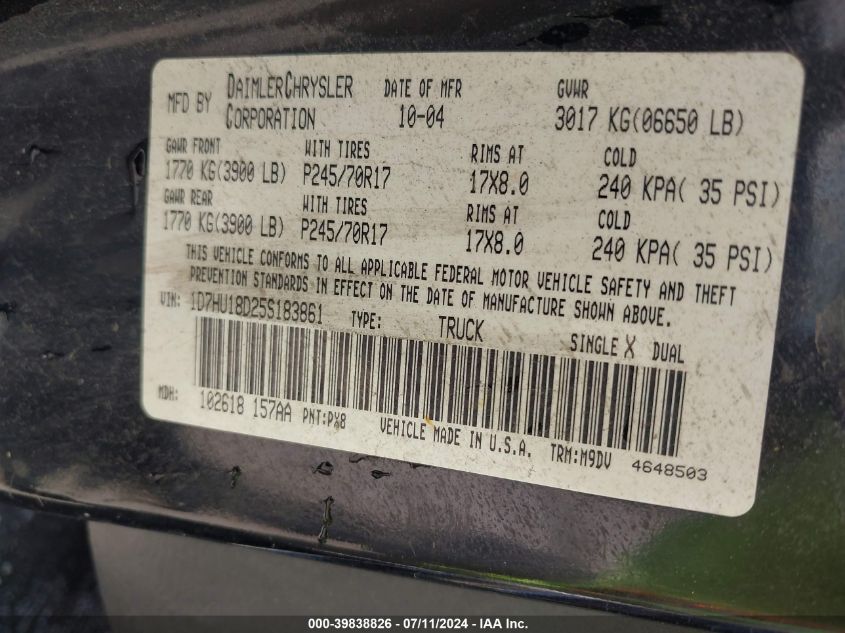 MFD BY DAIMLERCHRYSLER CORPORATION DATE OF MFR 10-04 GVWR 3017 KG(06650 LB)
GAWR FRONT WITH TIRES RIMS AT COLD
1770 KG(3900 LB) P245/70R17 17X8.0 240 KPA( 35 PSI)
GAWR REAR WITH TIRES RIMS AT COLD
1770 KG(3900 LB) P245/70R17 17X8.0 240 KPA( 35 PSI)
THIS VEHICLE CONFORMS TO ALL APPLICABLE FEDERAL MOTOR VEHICLE SAFETY AND THEFT
PREVENTION STANDARDS IN EFFECT ON THE DATE OF MANUFACTURE SHOWN ABOVE.
VIN: 1D7HU18D25S183861 TYPE: TRUCK SINGLE X DUAL
MDH: 102618 157AA PNT:PX8 VEHICLE MADE IN U.S.A. TRM:M9DV 4648503
000-39838826 - 07/11/2024 - IAA Inc.